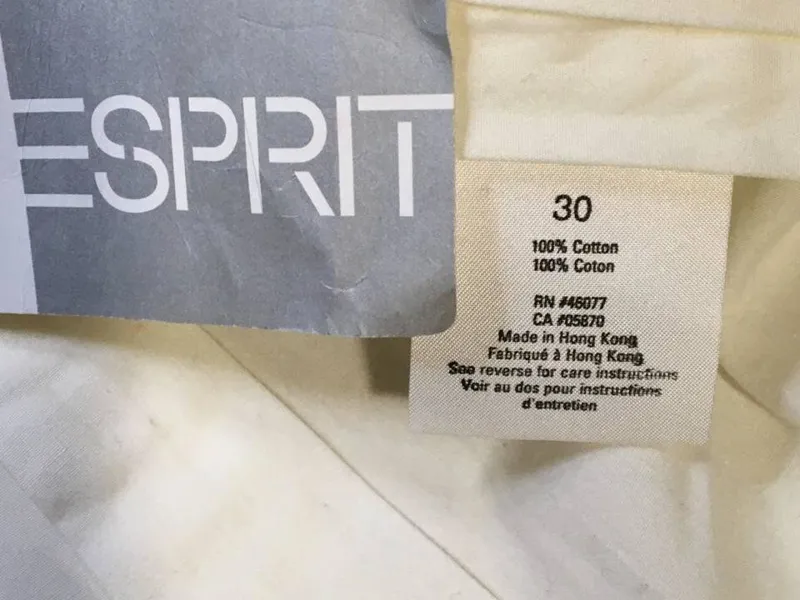 ESPRIT
30
100% Cotton
100% Coton
RN #46077
CA #05870
Made in Hong Kong
Fabriqué à Hong Kong
See reverse for care instructions
Voir au dos pour instructions
d'entretien